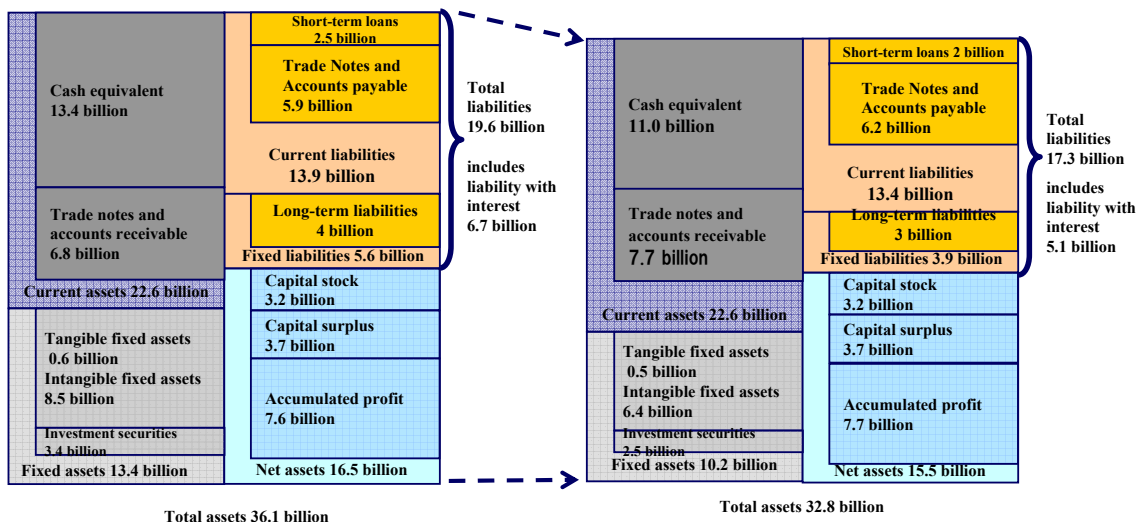 Short-term loans
2.5 billion
Cash equivalent
13.4 billion
Trade Notes and
Accounts payable
5.9 billion
Current liabilities
13.9 billion
Trade notes and
accounts receivable
6.8 billion
Long-term liabilities
4 billion
Fixed liabilities 5.6 billion
Current assets 22.6 billion
Capital stock
3.2 billion
Tangible fixed assets
0.6 billion
Intangible fixed assets
8.5 billion
Capital surplus
3.7 billion
Accumulated profit
7.6 billion
Investment securities
3.4 billion
Fixed assets 13.4 billion
Net assets 16.5 billion
Total assets 36.1 billion
Total
liabilities
19.6 billion
includes
liability with
interest
6.7 billion
Short-term loans 2 billion
Cash equivalent
11.0 billion
Trade Notes and
Accounts payable
6.2 billion
Current liabilities
13.4 billion
Trade notes and
accounts receivable
7.7 billion
Long-term liabilities
3 billion
Fixed liabilities 3.9 billion
Current assets 22.6 billion
Capital stock
3.2 billion
Capital surplus
3.7 billion
Tangible fixed assets
0.5 billion
Intangible fixed assets
6.4 billion
Accumulated profit
7.7 billion
Investment securities
2.5 billion
Fixed assets 10.2 billion
Net assets 15.5 billion
Total assets 32.8 billion
Total
liabilities
17.3 billion
includes
liability with
interest
5.1 billion